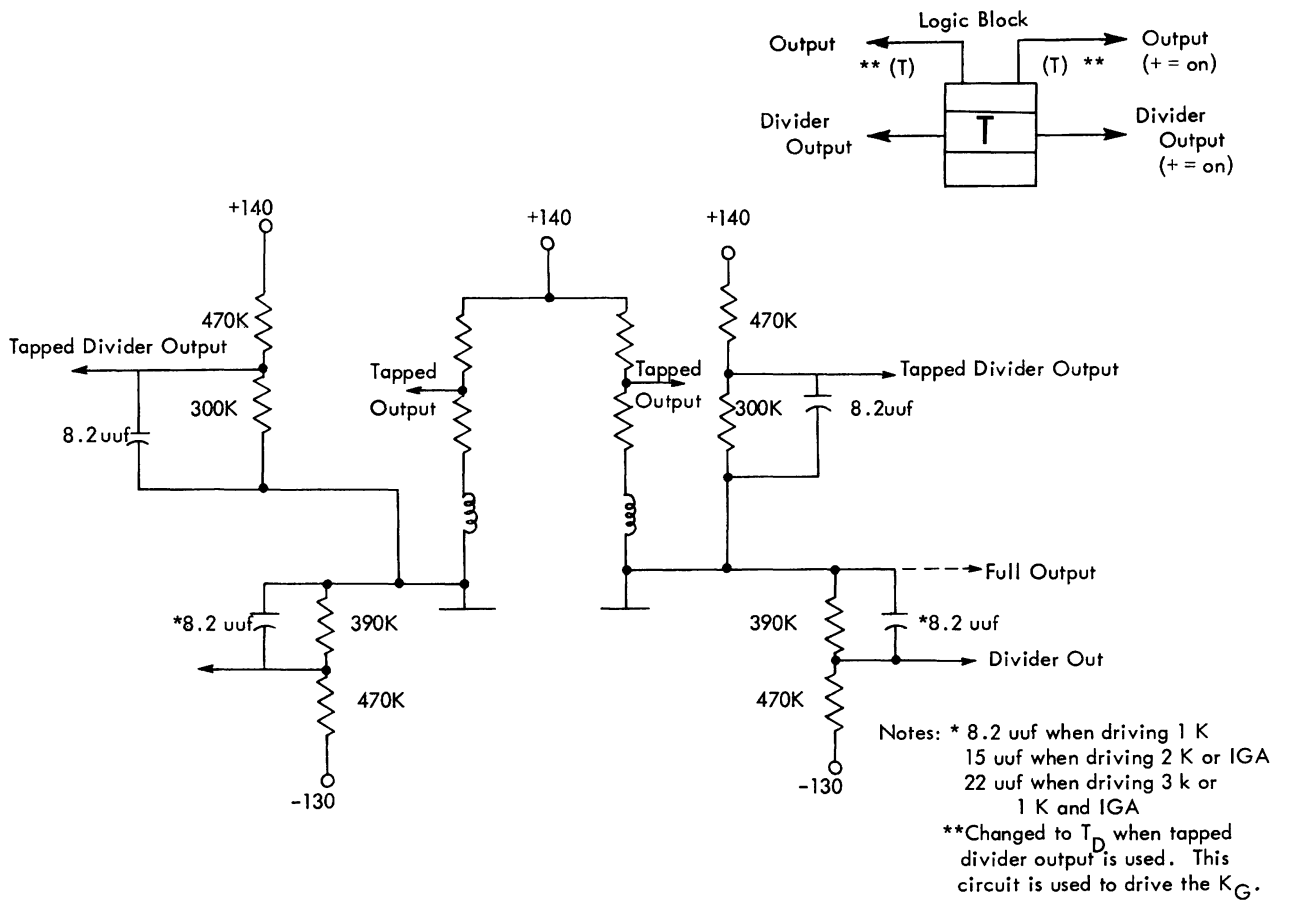 Logic Block
Output
** (T)
(T) **
Output
(+ = on)
Divider
Output
T
Divider
Output
(+ = on)
+140
+140
+140
470K
470K
Tapped Divider Output
Tapped
Output
Tapped
Output
Tapped Divider Output
300K
300K
8.2uuf
8.2uuf
Full Output
*8.2 uuf
390K
390K
*8.2 uuf
Divider Out
470K
470K
-130
-130
Notes: * 8.2 uuf when driving 1 K
15 uuf when driving 2 K or IGA
22 uuf when driving 3 k or
1 K and IGA
**Changed to TD when tapped
divider output is used. This
circuit is used to drive the KG.